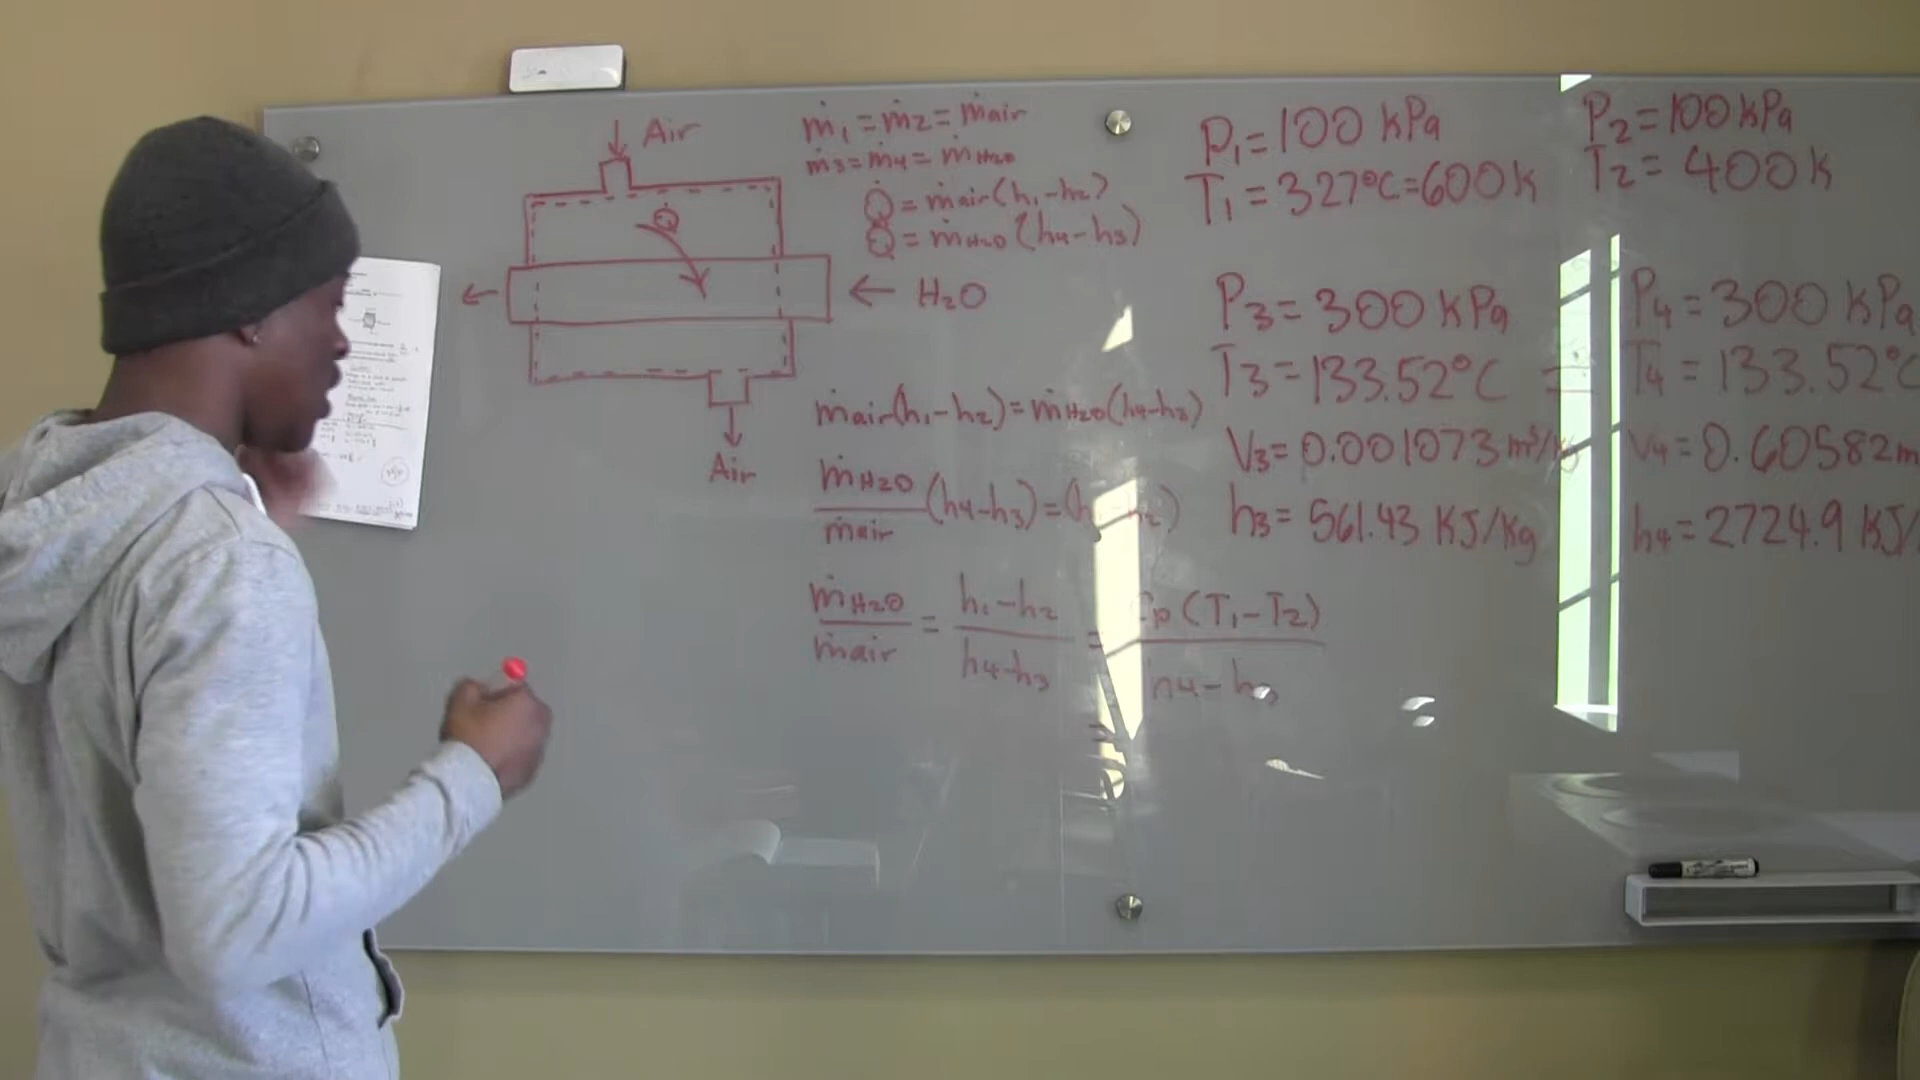 Air
ṁ₁ = ṁ₂ = ṁair
ṁ₃ = ṁ₄ = ṁH₂O
Q̇ = ṁair(h₁-h₂)
Q̇ = ṁH₂O(h₄-h₃)
Q̇
← H₂O
Air
ṁair(h₁-h₂) = ṁH₂O(h₄-h₃)
ṁH₂O/ṁair (h₄-h₃) = (h₁-h₂)
ṁH₂O/ṁair = h₁-h₂/h₄-h₃ = Cp(T₁-T₂)/h₄-h₃
=
P₁ = 100 kPa
T₁ = 327°C = 600K
P₂ = 100 kPa
T₂ = 400K
P₃ = 300 kPa
T₃ = 133.52°C =
V₃ = 0.001073 m³/kg
h₃ = 561.43 KJ/Kg
P₄ = 300 kPa
T₄ = 133.52°C
V₄ = 0.60582 m
h₄ = 2724.9 KJ/